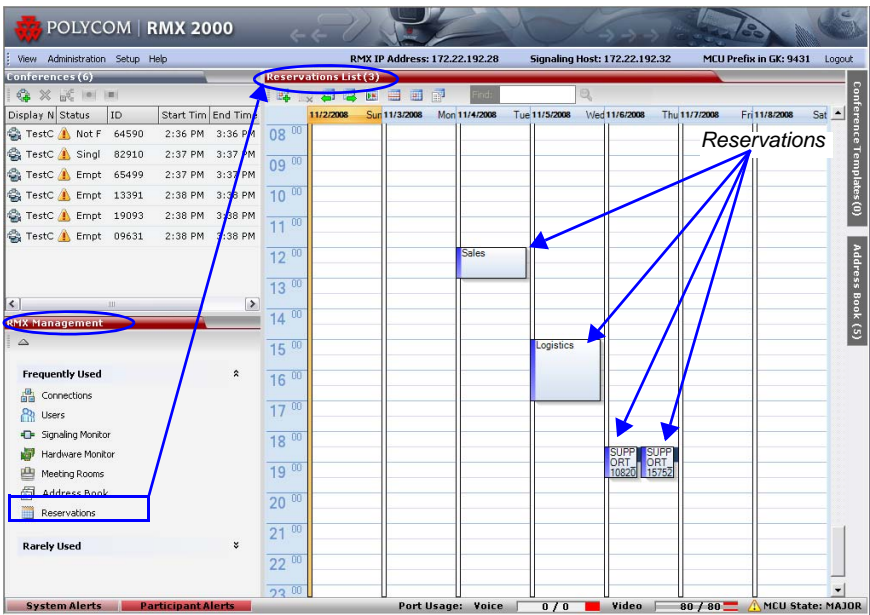 POLYCOM | RMX 2000
View Administration Setup Help RMX IP Address: 172.22.192.28 Signaling Host: 172.22.192.32 MCU Prefix in GK: 9431 Logout
Conferences (6)
Display N Status ID Start Tim End Time
TestC Not F 64590 2:36 PM 3:36 PM
TestC Singl 82910 2:37 PM 3:37 PM
TestC Empt 65499 2:37 PM 3:37 PM
TestC Empt 13391 2:38 PM 3:38 PM
TestC Empt 19093 2:38 PM 3:38 PM
TestC Empt 09631 2:38 PM 3:38 PM
RMX Management
Frequently Used
Connections
Users
Signaling Monitor
Hardware Monitor
Meeting Rooms
Address Book
Reservations
Rarely Used
Reservations List (3)
Find:
11/2/2008 Sun 11/3/2008 Mon 11/4/2008 Tue 11/5/2008 Wed 11/6/2008 Thu 11/7/2008 Fri 11/8/2008 Sat
Reservations
08 00
09 00
10 00
11 00
12 00
Sales
13 00
14 00
15 00
Logistics
16 00
17 00
18 00
SUPP
ORT_
10820
SUPP
ORT_
15752
19 00
20 00
21 00
22 00
23 00
Conference Templates (0)
Address Book (5)
System Alerts Participant Alerts Port Usage: Voice 0 / 0 Video 80 / 80 MCU State: MAJOR